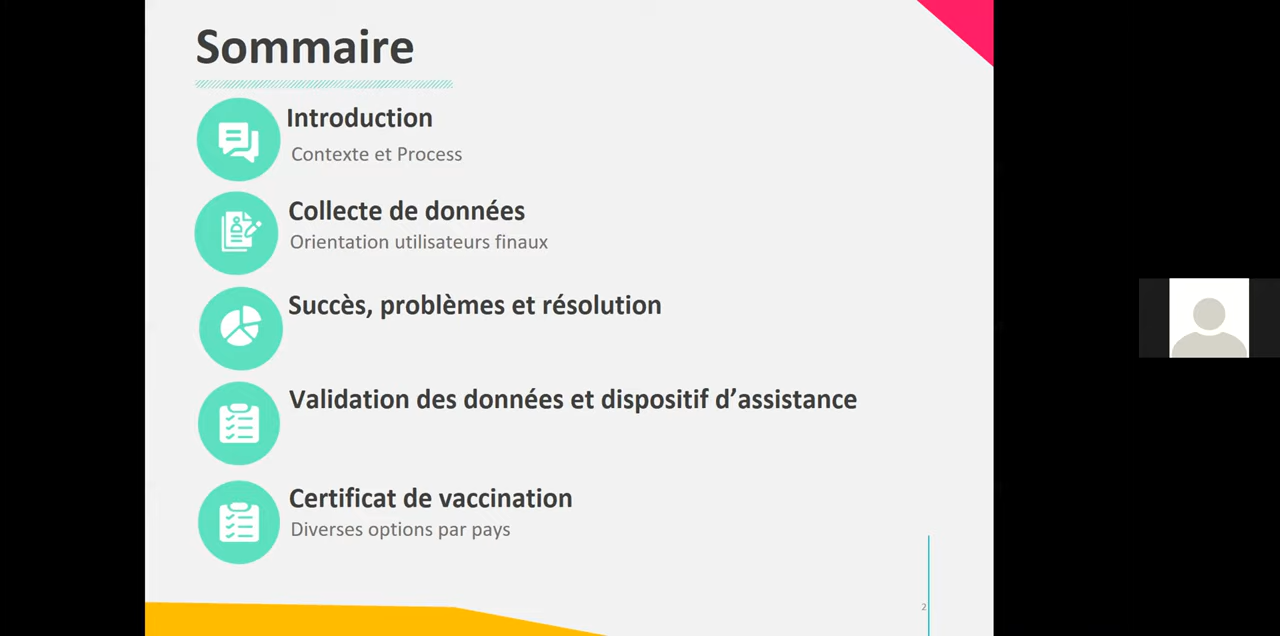 Sommaire
Introduction
Contexte et Process
Collecte de données
Orientation utilisateurs finaux
Succès, problèmes et résolution
Validation des données et dispositif d’assistance
Certificat de vaccination
Diverses options par pays
2